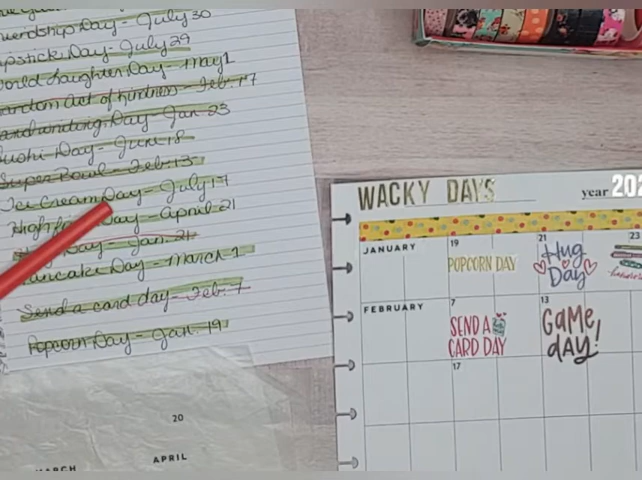 Friendship Day - July 30
Lipstick Day - July 29
World Laughter Day - May 1
Random Act of Kindness - Feb. 17
Handwriting Day - Jan. 23
Sushi Day - June 18
Super Bowl - Feb. 13
Ice Cream Day - July 17
High five Day - April 21
Day - Jan. 21
Pancake Day - March 1
Send a card day - Feb. 7
Popcorn Day - Jan. 19
20
MARCH
APRIL
WACKY DAYS
year 202
JANUARY
19
POPCORN DAY
21
Hug Day
23
FEBRUARY
7
SEND A
CARD DAY
13
GAME
day!
17